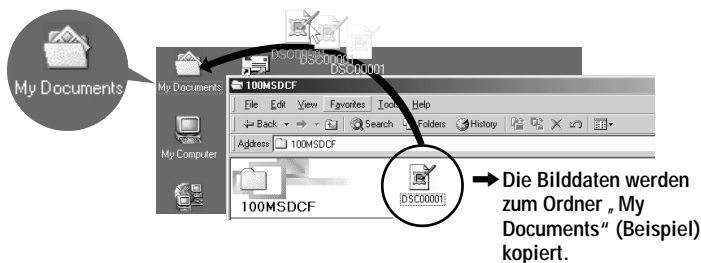 DSC00001
DSC00001
DSC00001
My Documents
My Documents
100MSDCF
File Edit View Favorites Tools Help
Back Search Folders History
Address 100MSDCF
My Computer
100MSDCF
DSC00001
Die Bilddaten werden
zum Ordner „My
Documents“ (Beispiel)
kopiert.